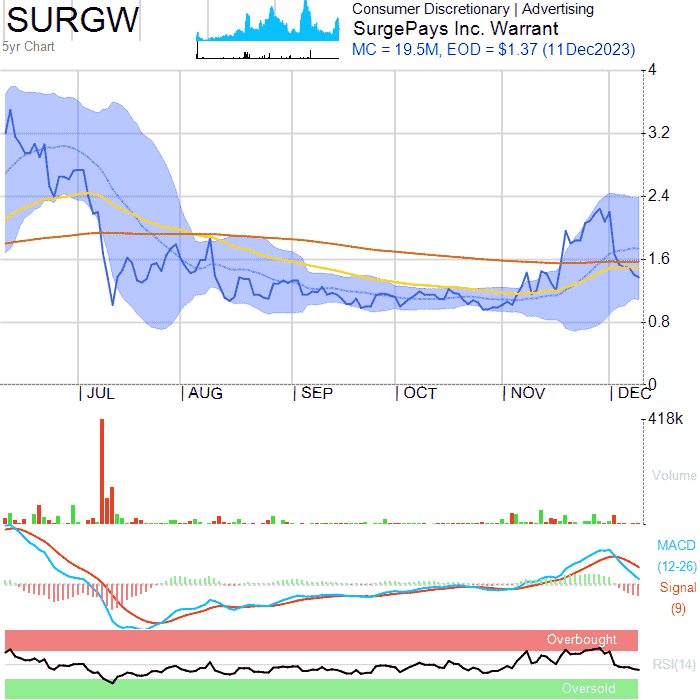 SURGW
5yr Chart
Consumer Discretionary | Advertising
SurgePays Inc. Warrant
MC = 19.5M, EOD = $1.37 (11Dec2023)
4
3.2
2.4
1.6
0.8
0
JUL AUG SEP OCT NOV DEC
418k
Volume
MACD
(12-26)
Signal
(9)
Overbought
RSI(14)
Oversold